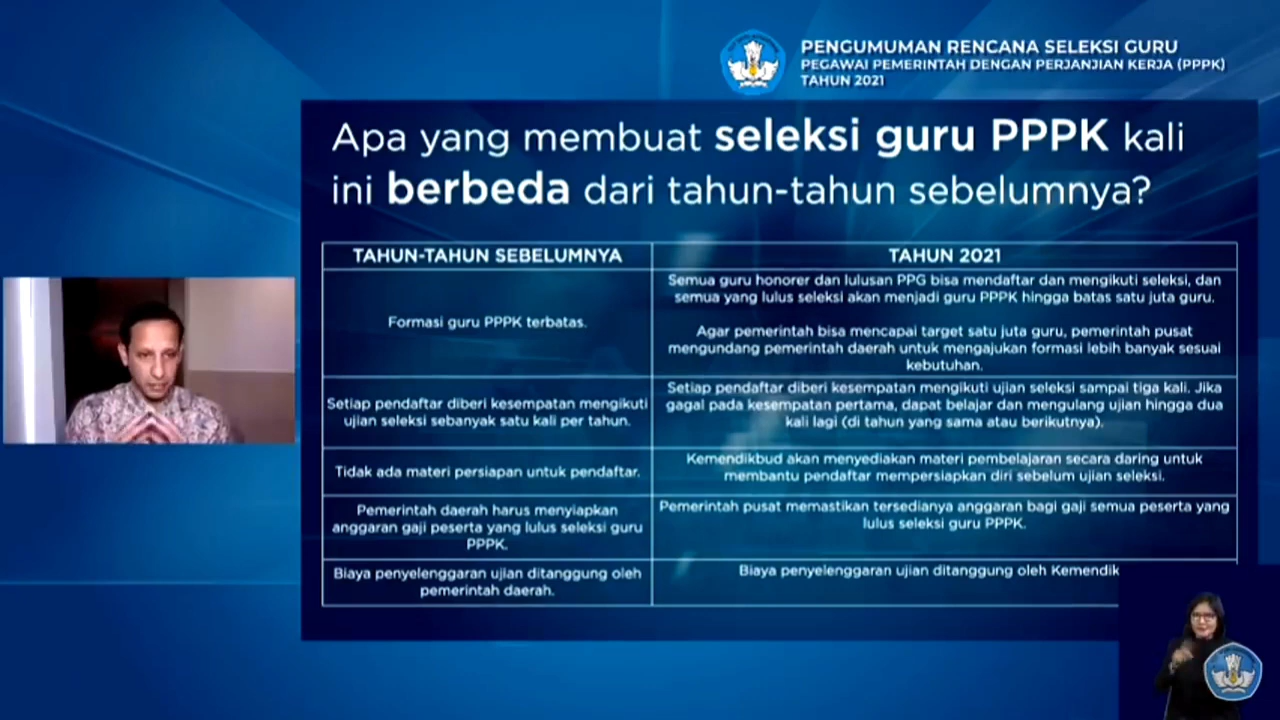 PENGUMUMAN RENCANA SELEKSI GURU
PEGAWAI PEMERINTAH DENGAN PERJANJIAN KERJA (PPPK)
TAHUN 2021
Apa yang membuat seleksi guru PPPK kali
ini berbeda dari tahun-tahun sebelumnya?
TAHUN-TAHUN SEBELUMNYA
TAHUN 2021
Formasi guru PPPK terbatas.
Semua guru honorer dan lulusan PPG bisa mendaftar dan mengikuti seleksi, dan
semua yang lulus seleksi akan menjadi guru PPPK hingga batas satu juta guru.
Agar pemerintah bisa mencapai target satu juta guru, pemerintah pusat
mengundang pemerintah daerah untuk mengajukan formasi lebih banyak sesuai
kebutuhan.
Setiap pendaftar diberi kesempatan mengikuti
ujian seleksi sebanyak satu kali per tahun.
Setiap pendaftar diberi kesempatan mengikuti ujian seleksi sampai tiga kali. Jika
gagal pada kesempatan pertama, dapat belajar dan mengulang ujian hingga dua
kali lagi (di tahun yang sama atau berikutnya).
Tidak ada materi persiapan untuk pendaftar.
Kemendikbud akan menyediakan materi pembelajaran secara daring untuk
membantu pendaftar mempersiapkan diri sebelum ujian seleksi.
Pemerintah daerah harus menyiapkan
anggaran gaji peserta yang lulus seleksi guru
PPPK.
Pemerintah pusat memastikan tersedianya anggaran bagi gaji semua peserta yang
lulus seleksi guru PPPK.
Biaya penyelenggaran ujian ditanggung oleh
pemerintah daerah.
Biaya penyelenggaran ujian ditanggung oleh Kemendik